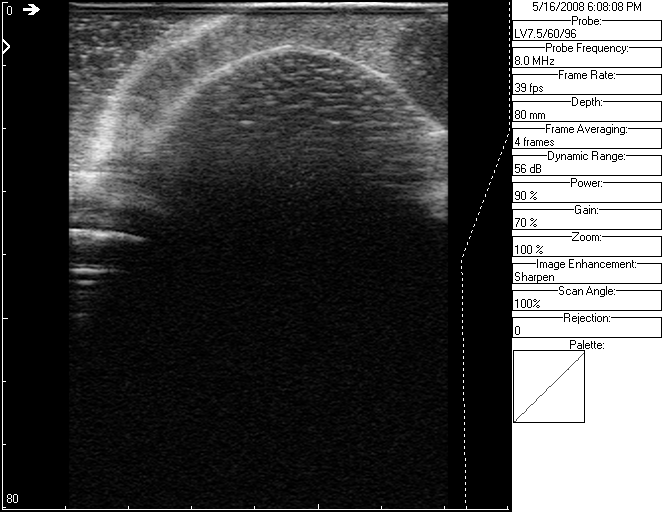 0
80
5/16/2008 6:08:08 PM
Probe:
LV7.5/60/96
Probe Frequency:
8.0 MHz
Frame Rate:
39 fps
Depth:
80 mm
Frame Averaging:
4 frames
Dynamic Range:
56 dB
Power:
90 %
Gain:
70 %
Zoom:
100 %
Image Enhancement:
Sharpen
Scan Angle:
100%
Rejection:
0
Palette: